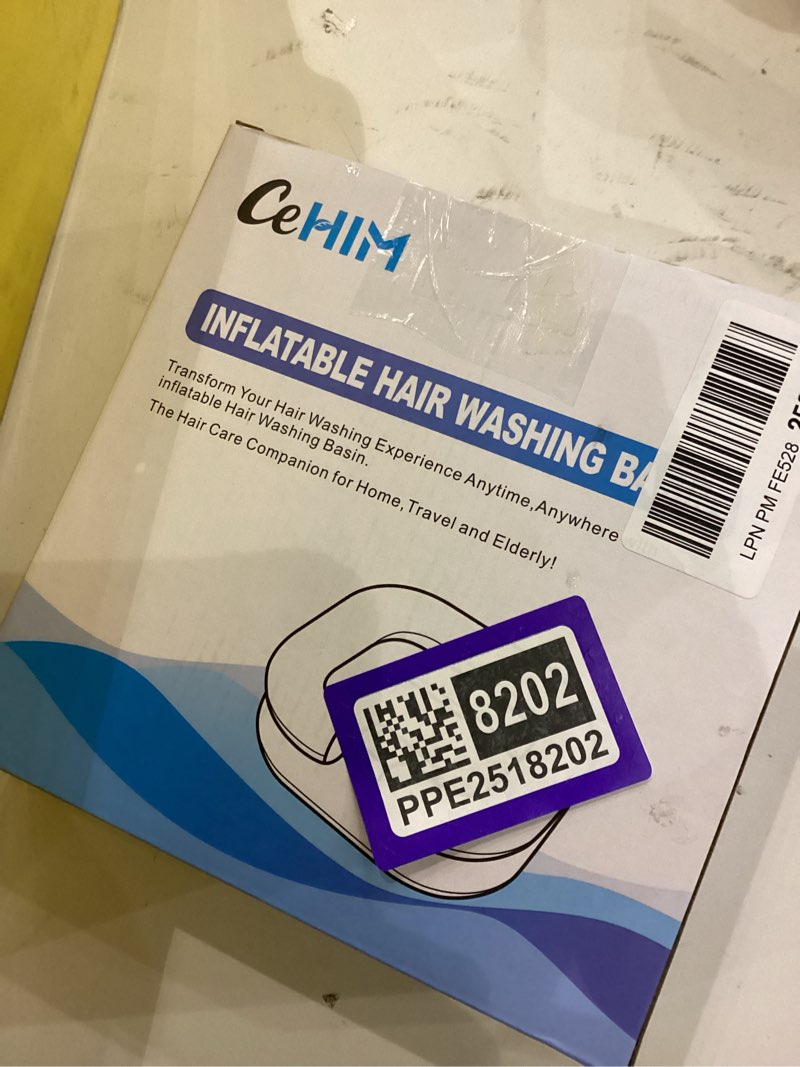 CeHIM
INFLATABLE HAIR WASHING
Transform Your Hair Washing Experience Anytime, Anywhere
inflatable Hair Washing Basin.
The Hair Care Companion for Home, Travel and Elderly!
LPN PM FE528
8202
PPE2518202